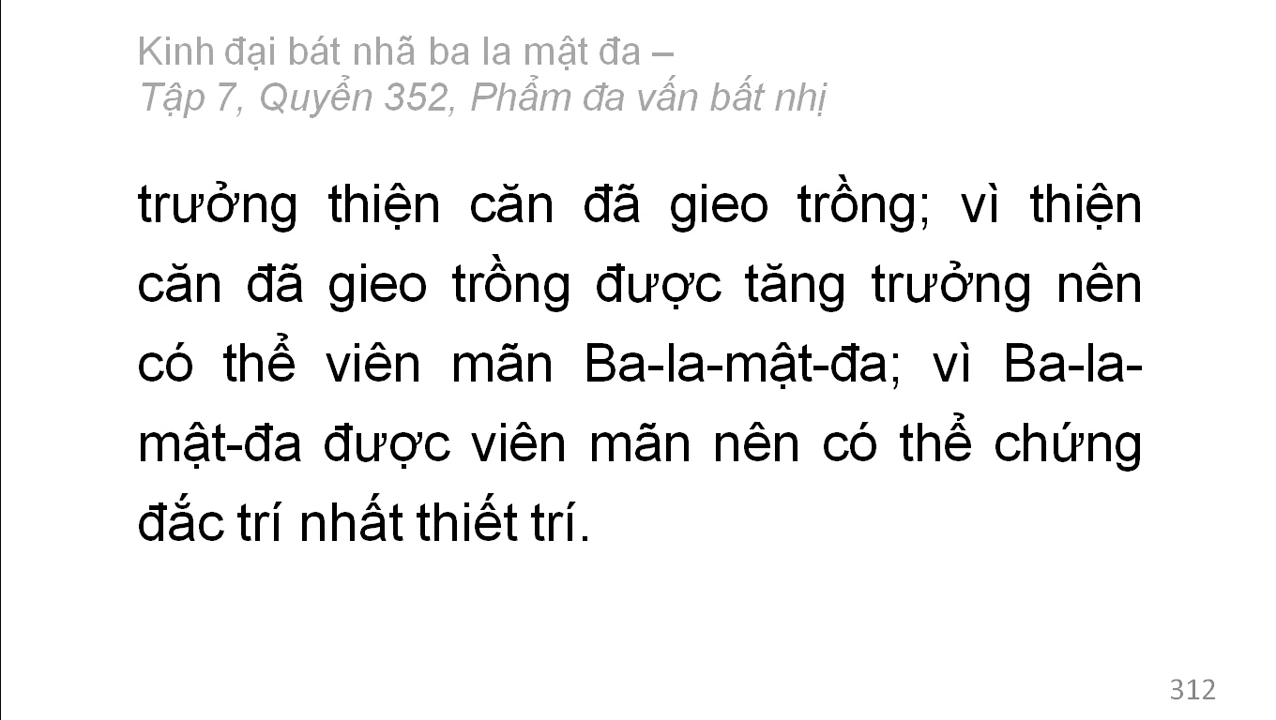 Kinh đại bát nhã ba la mật đa –
Tập 7, Quyển 352, Phẩm đa vấn bất nhị
trưởng thiện căn đã gieo trồng; vì thiện
căn đã gieo trồng được tăng trưởng nên
có thể viên mãn Ba-la-mật-đa; vì Ba-la-
mật-đa được viên mãn nên có thể chứng
đắc trí nhất thiết trí.
312